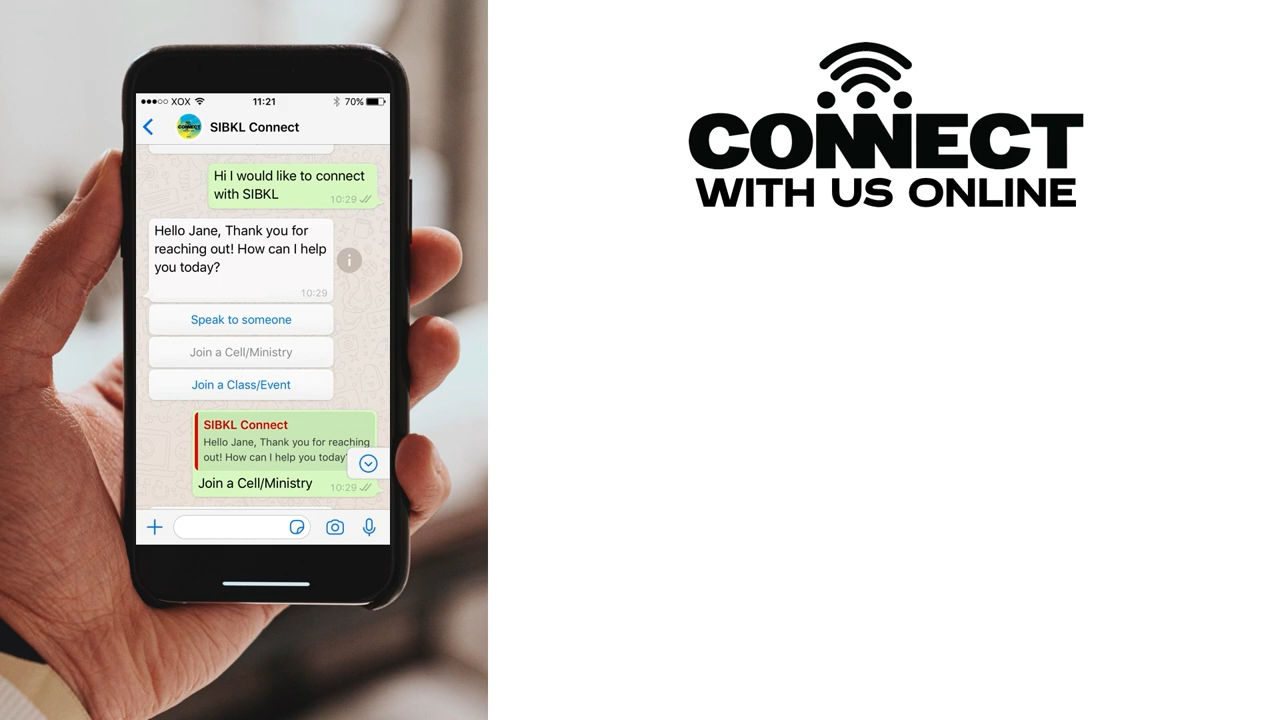 XOX
11:21
70%
SIBKL Connect
Hi I would like to connect
with SIBKL
10:29
Hello Jane, Thank you for
reaching out! How can I help
you today?
10:29
Speak to someone
Join a Cell/Ministry
Join a Class/Event
SIBKL Connect
Hello Jane, Thank you for reaching
out! How can I help you today
Join a Cell/Ministry
10:29
CONNECT
WITH US ONLINE